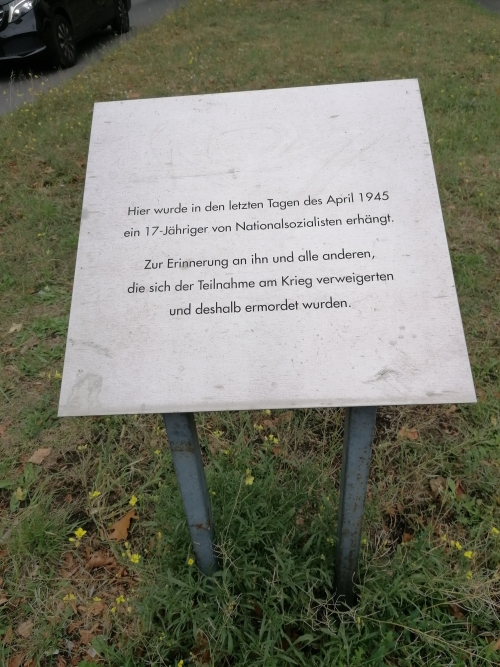 Hier wurde in den letzten Tagen des April 1945
ein 17-Jähriger von Nationalsozialisten erhängt.
Zur Erinnerung an ihn und alle anderen,
die sich der Teilnahme am Krieg verweigerten
und deshalb ermordet wurden.